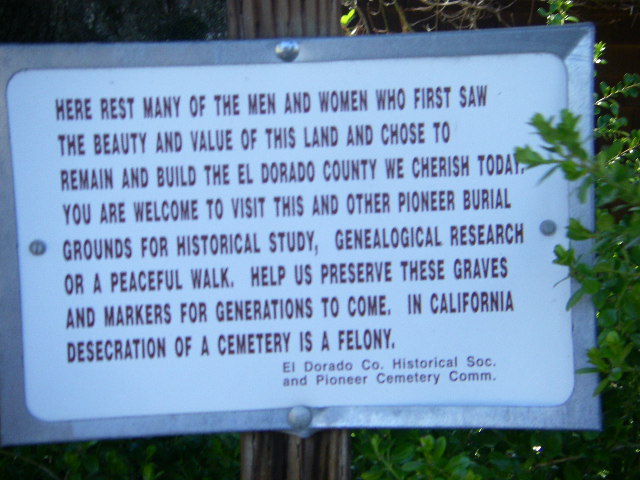 HERE REST MANY OF THE MEN AND WOMEN WHO FIRST SAW
THE BEAUTY AND VALUE OF THIS LAND AND CHOSE TO
REMAIN AND BUILD THE EL DORADO COUNTY WE CHERISH TODAY.
YOU ARE WELCOME TO VISIT THIS AND OTHER PIONEER BURIAL
GROUNDS FOR HISTORICAL STUDY, GENEALOGICAL RESEARCH
OR A PEACEFUL WALK. HELP US PRESERVE THESE GRAVES
AND MARKERS FOR GENERATIONS TO COME. IN CALIFORNIA
DESECRATION OF A CEMETERY IS A FELONY.
El Dorado Co. Historical Soc.
and Pioneer Cemetery Comm.